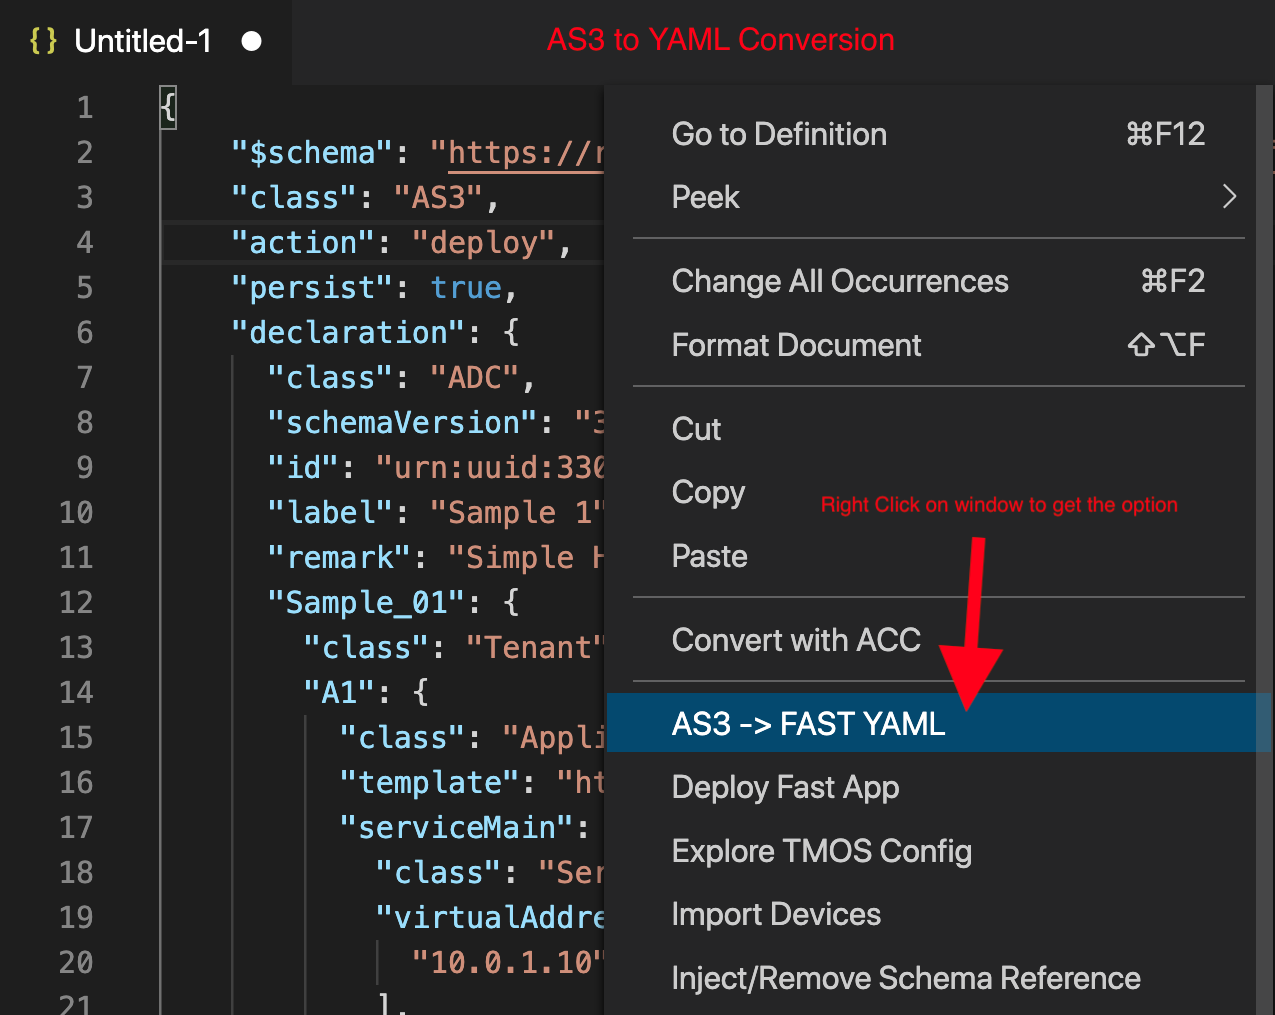 {} Untitled-1 ●
AS3 to YAML Conversion
1 {
2 "$schema": "https://r
3 "class": "AS3",
4 "action": "deploy",
5 "persist": true,
6 "declaration": {
7 "class": "ADC",
8 "schemaVersion": "3
9 "id": "urn:uuid:330
10 "label": "Sample 1"
11 "remark": "Simple H
12 "Sample_01": {
13 "class": "Tenant"
14 "A1": {
15 "class": "Appli
16 "template": "ht
17 "serviceMain":
18 "class": "Ser
19 "virtualAddre
20 "10.0.1.10"
21 ],
Go to Definition ⌘F12
Peek >
Change All Occurrences ⌘F2
Format Document ⇧⌥F
Cut
Copy
Right Click on window to get the option
Paste
Convert with ACC
AS3 -> FAST YAML
Deploy Fast App
Explore TMOS Config
Import Devices
Inject/Remove Schema Reference